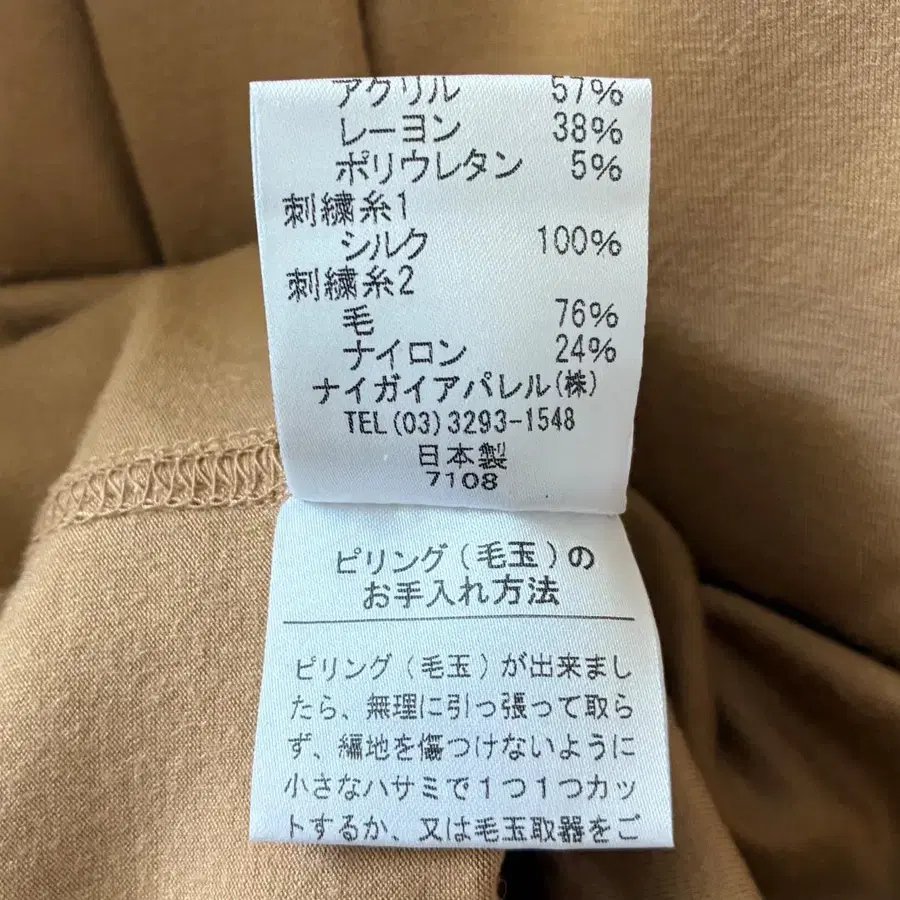 アクリル 57%
レーヨン 38%
ポリウレタン 5%
刺繍糸1
シルク 100%
刺繍糸2
毛 76%
ナイロン 24%
ナイガイアパレル(株)
TEL(03)3293-1548
日本製
7108
ピリング(毛玉)の
お手入れ方法
ピリング(毛玉)が出来まし
たら、無理に引っ張って取ら
ず、編地を傷つけないように
小さなハサミで1つ1つカッ
トするか、又は毛玉取器をご